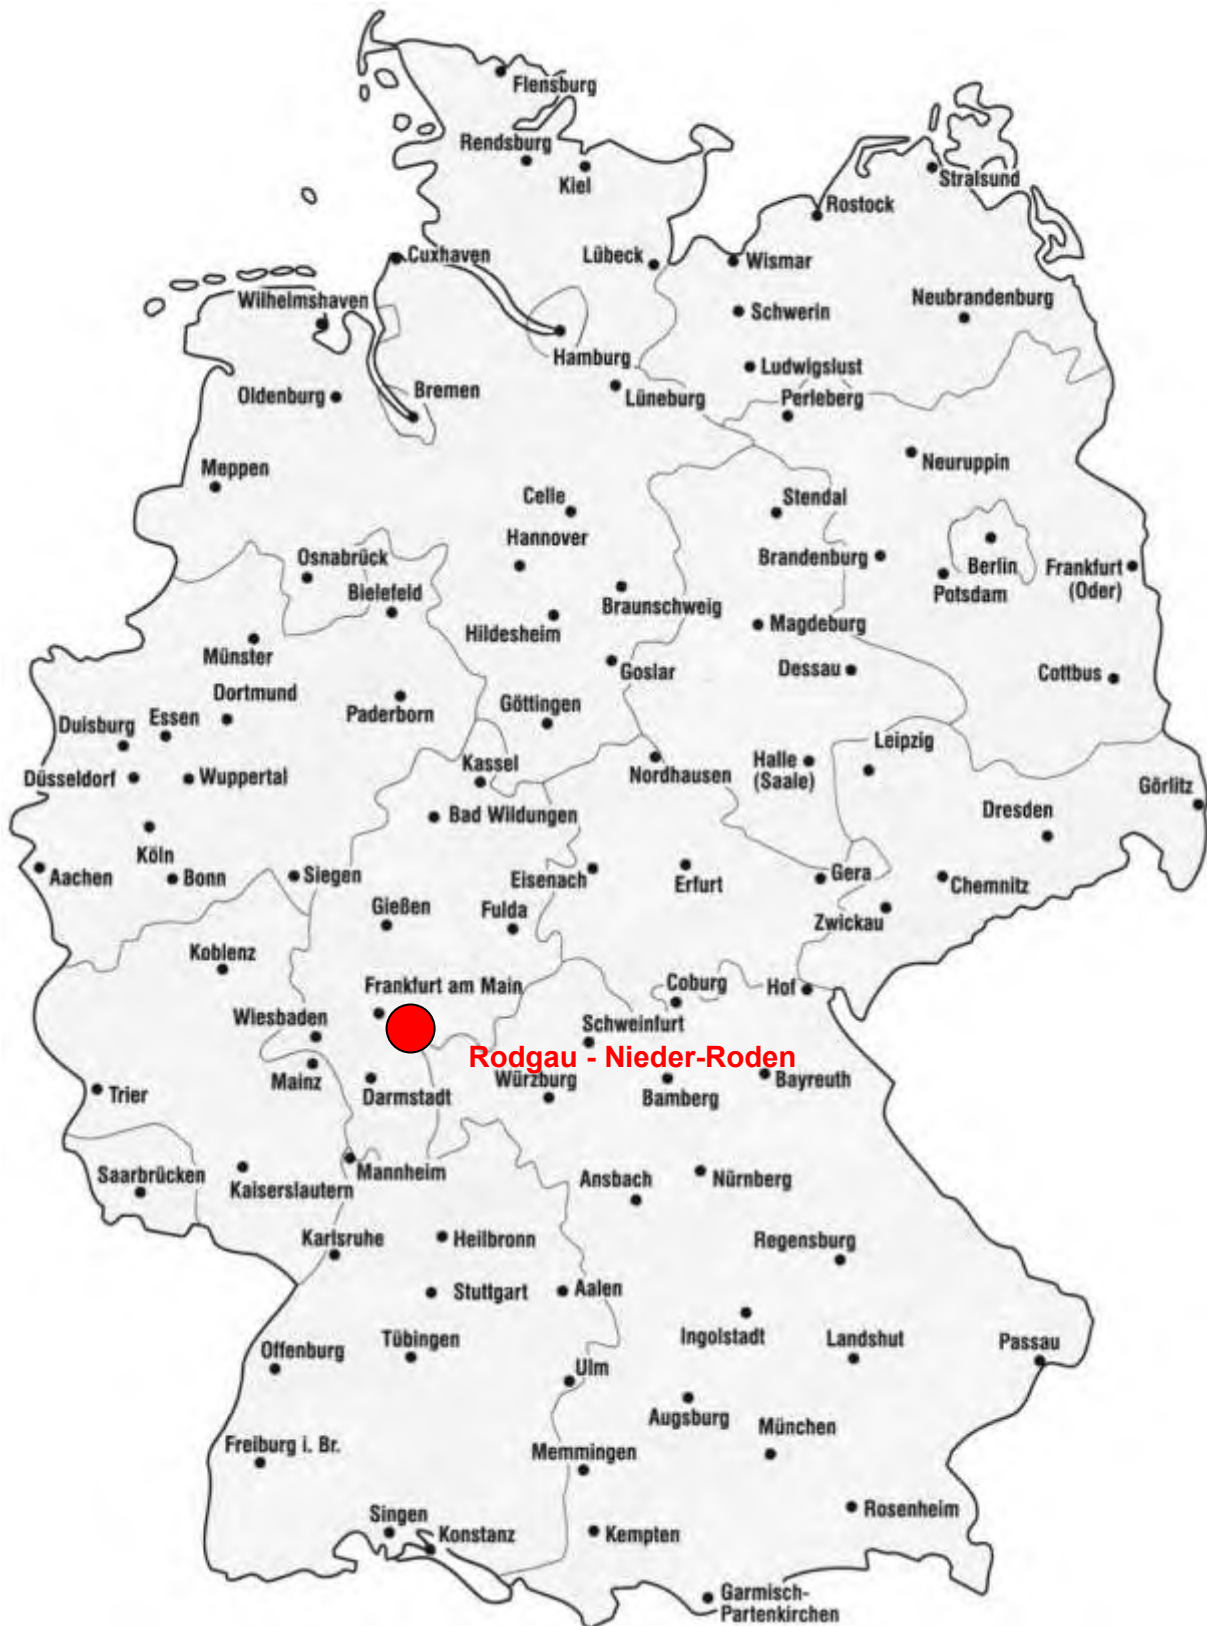 Flensburg
Rendsburg
Kiel
Stralsund
Rostock
Cuxhaven
Lübeck
Wismar
Wilhelmshaven
Neubrandenburg
Schwerin
Hamburg
Ludwigslust
Oldenburg
Bremen
Lüneburg
Perleberg
Meppen
Neuruppin
Celle
Stendal
Hannover
Osnabrück
Brandenburg
Berlin
Frankfurt
(Oder)
Bielefeld
Potsdam
Braunschweig
Hildesheim
Magdeburg
Münster
Goslar
Dessau
Cottbus
Dortmund
Paderborn
Göttingen
Duisburg
Essen
Leipzig
Düsseldorf
Wuppertal
Kassel
Nordhausen
Halle
(Saale)
Görlitz
Bad Wildungen
Dresden
Köln
Aachen
Bonn
Siegen
Eisenach
Erfurt
Gera
Chemnitz
Gießen
Fulda
Zwickau
Koblenz
Frankfurt am Main
Coburg
Hof
Wiesbaden
Schweinfurt
Rodgau - Nieder-Roden
Mainz
Trier
Darmstadt
Würzburg
Bamberg
Bayreuth
Saarbrücken
Kaiserslautern
Mannheim
Ansbach
Nürnberg
Karlsruhe
Heilbronn
Regensburg
Stuttgart
Aalen
Offenburg
Tübingen
Ingolstadt
Landshut
Passau
Ulm
Augsburg
München
Freiburg i. Br.
Memmingen
Singen
Konstanz
Kempten
Rosenheim
Garmisch-
Partenkirchen